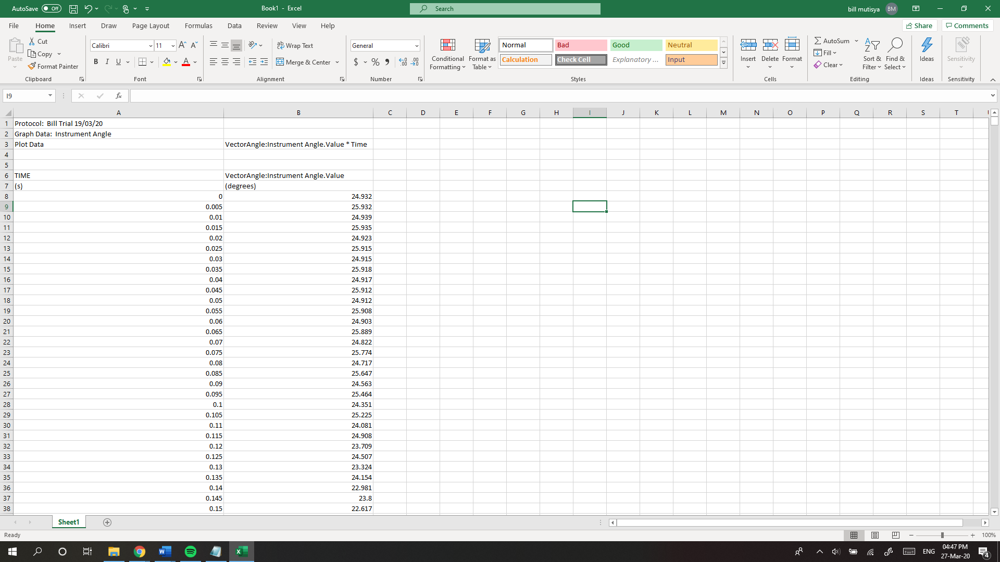 AutoSave Off Book1 - Excel Search bill mutisya BM
File Home Insert Draw Page Layout Formulas Data Review View Help Share Comments
Paste Cut Copy Format Painter Clipboard
Calibri 11 A A B I U A Font
Wrap Text Merge & Center Alignment
General $ % Number
Conditional Formatting Format as Table
Normal Bad Good Neutral
Calculation Check Cell Explanatory ... Input
Styles
Insert Delete Format Cells
AutoSum Fill Clear Sort & Filter Find & Select Editing
Ideas Ideas
Sensitivity Sensitivity
I9 fx
A B C D E F G H I J K L M N O P Q R S T
1 Protocol: Bill Trial 19/03/20
2 Graph Data: Instrument Angle
3 Plot Data VectorAngle:Instrument Angle.Value * Time
4
5
6 TIME VectorAngle:Instrument Angle.Value
7 (s) (degrees)
8 0 24.932
9 0.005 25.932
10 0.01 24.939
11 0.015 25.935
12 0.02 24.923
13 0.025 25.915
14 0.03 24.915
15 0.035 25.918
16 0.04 24.917
17 0.045 25.912
18 0.05 24.912
19 0.055 25.908
20 0.06 24.903
21 0.065 25.889
22 0.07 24.822
23 0.075 25.774
24 0.08 24.717
25 0.085 25.647
26 0.09 24.563
27 0.095 25.464
28 0.1 24.351
29 0.105 25.225
30 0.11 24.081
31 0.115 24.908
32 0.12 23.709
33 0.125 24.507
34 0.13 23.324
35 0.135 24.154
36 0.14 22.981
37 0.145 23.8
38 0.15 22.617
Sheet1
Ready 100%
ENG 04:47 PM
27-Mar-20 4